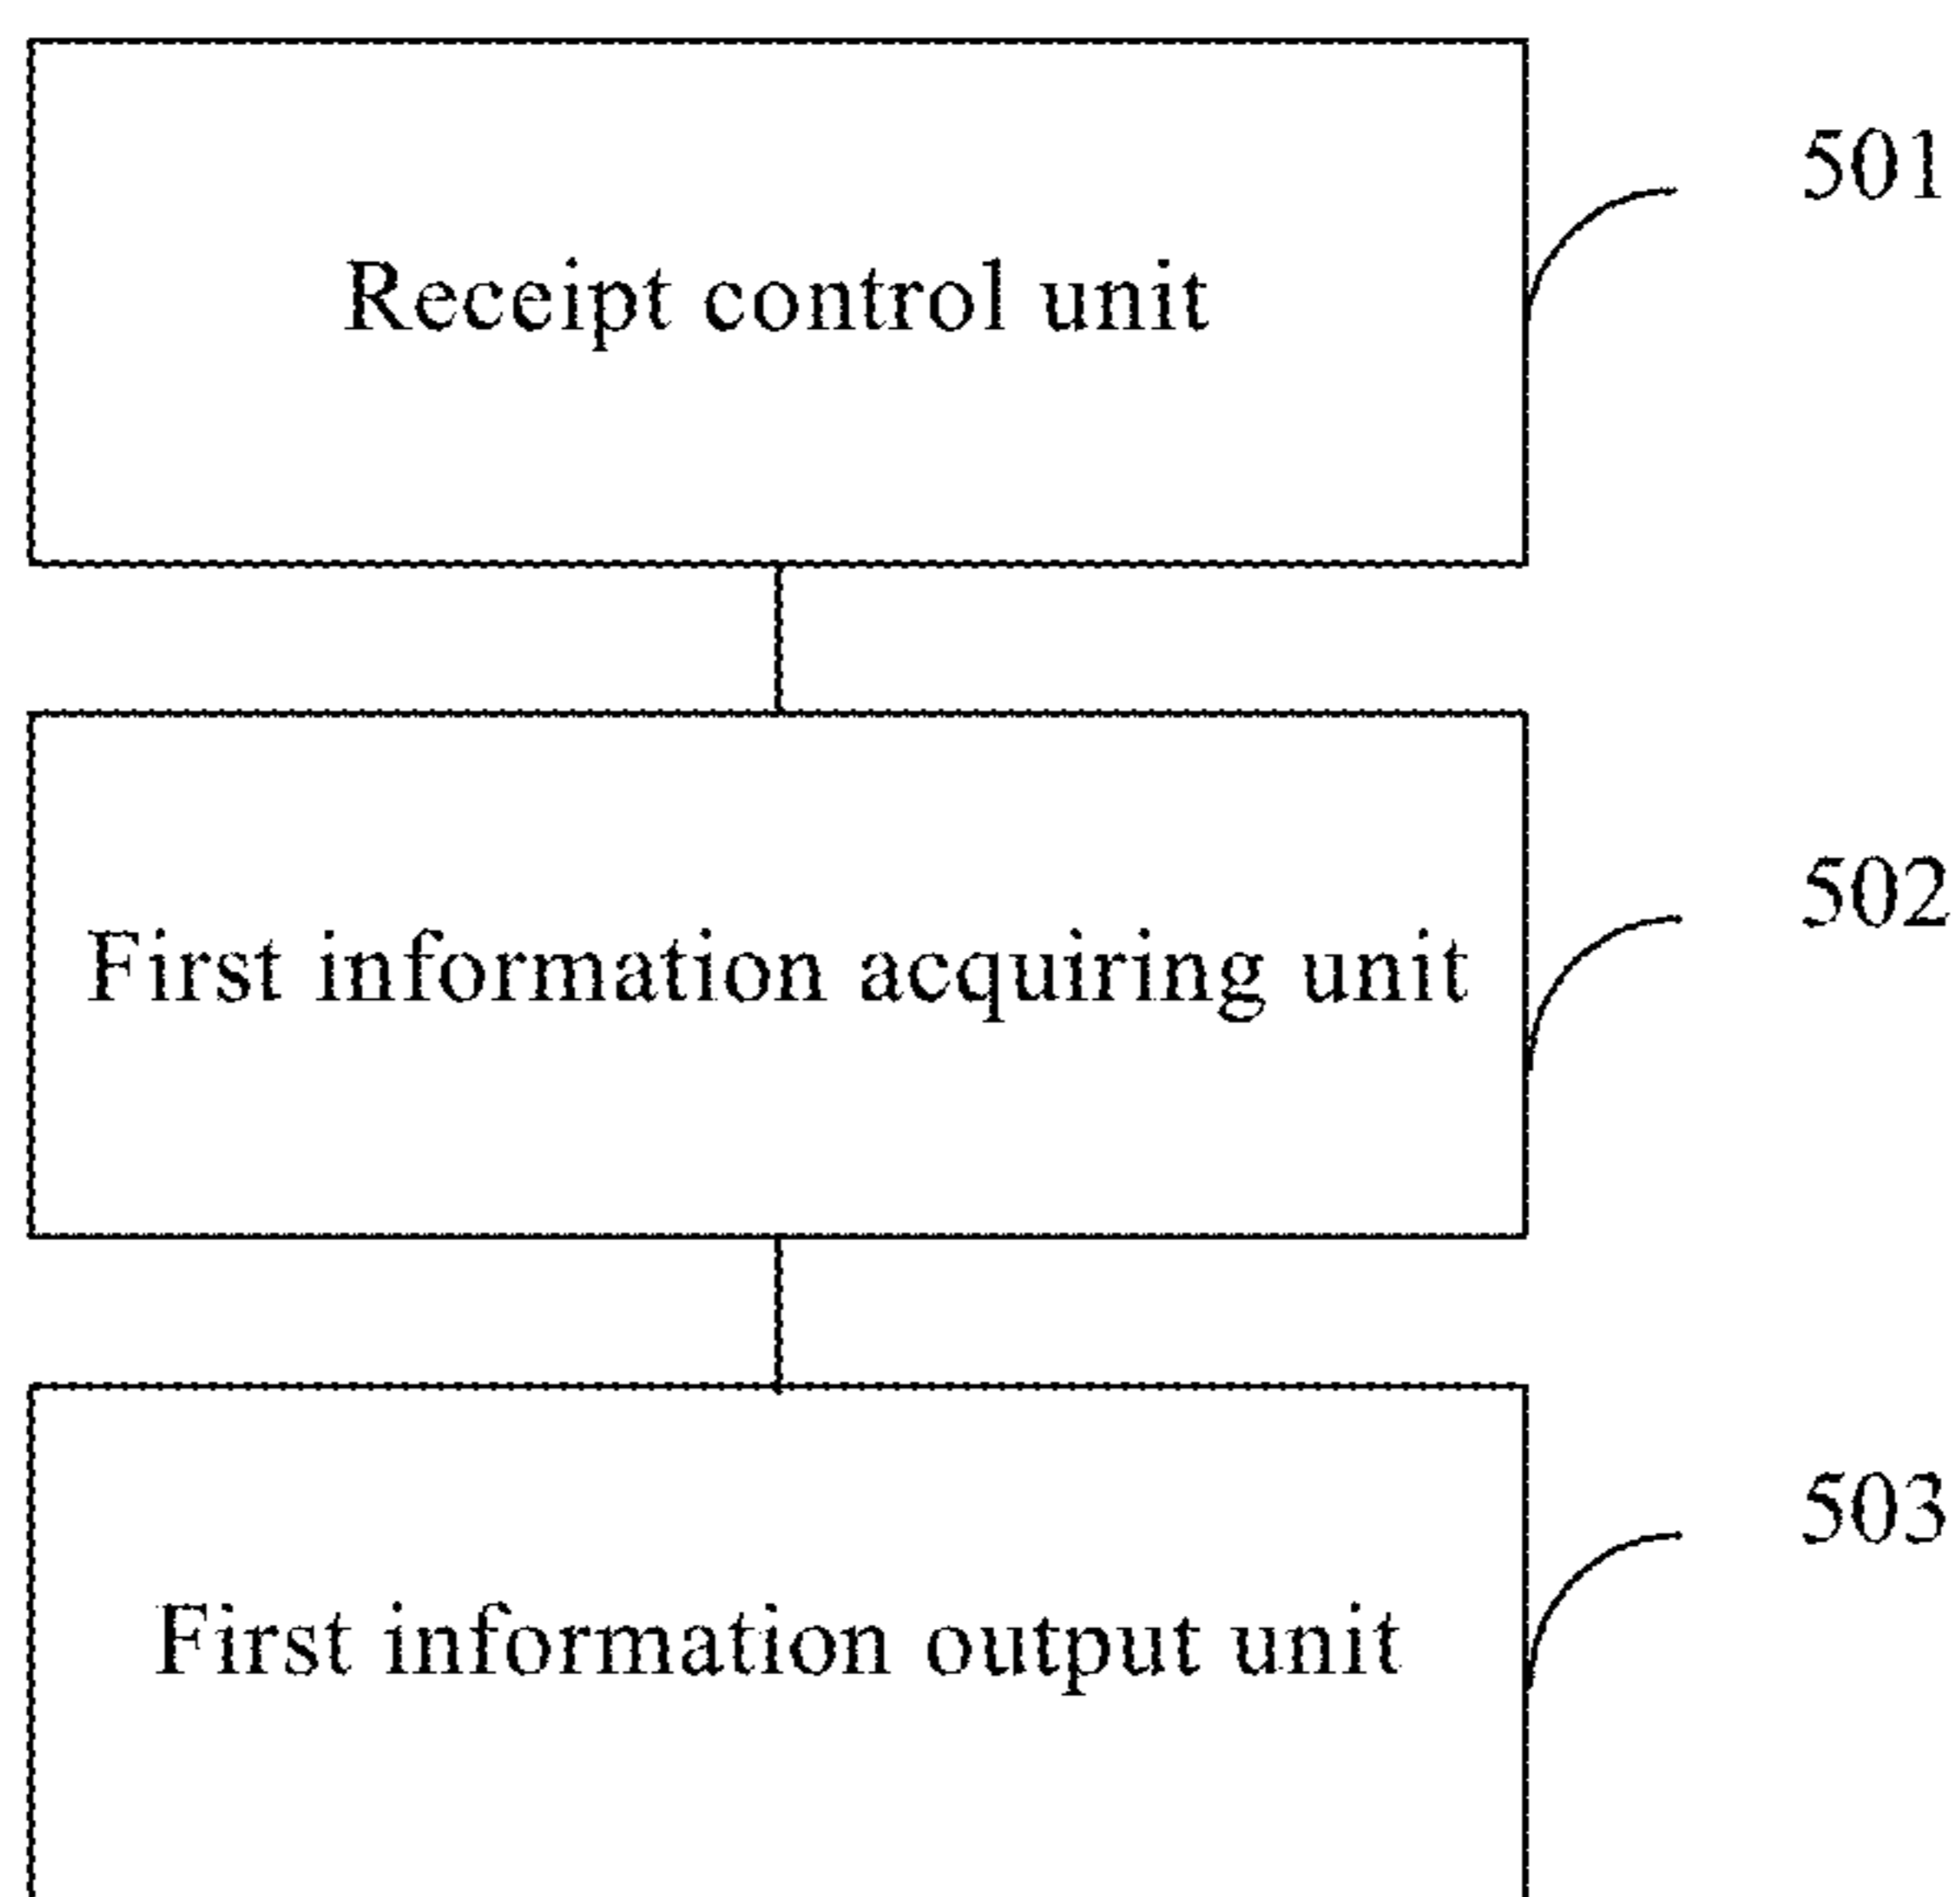 501
Receipt control unit
502
First information acquiring unit
503
First information output unit